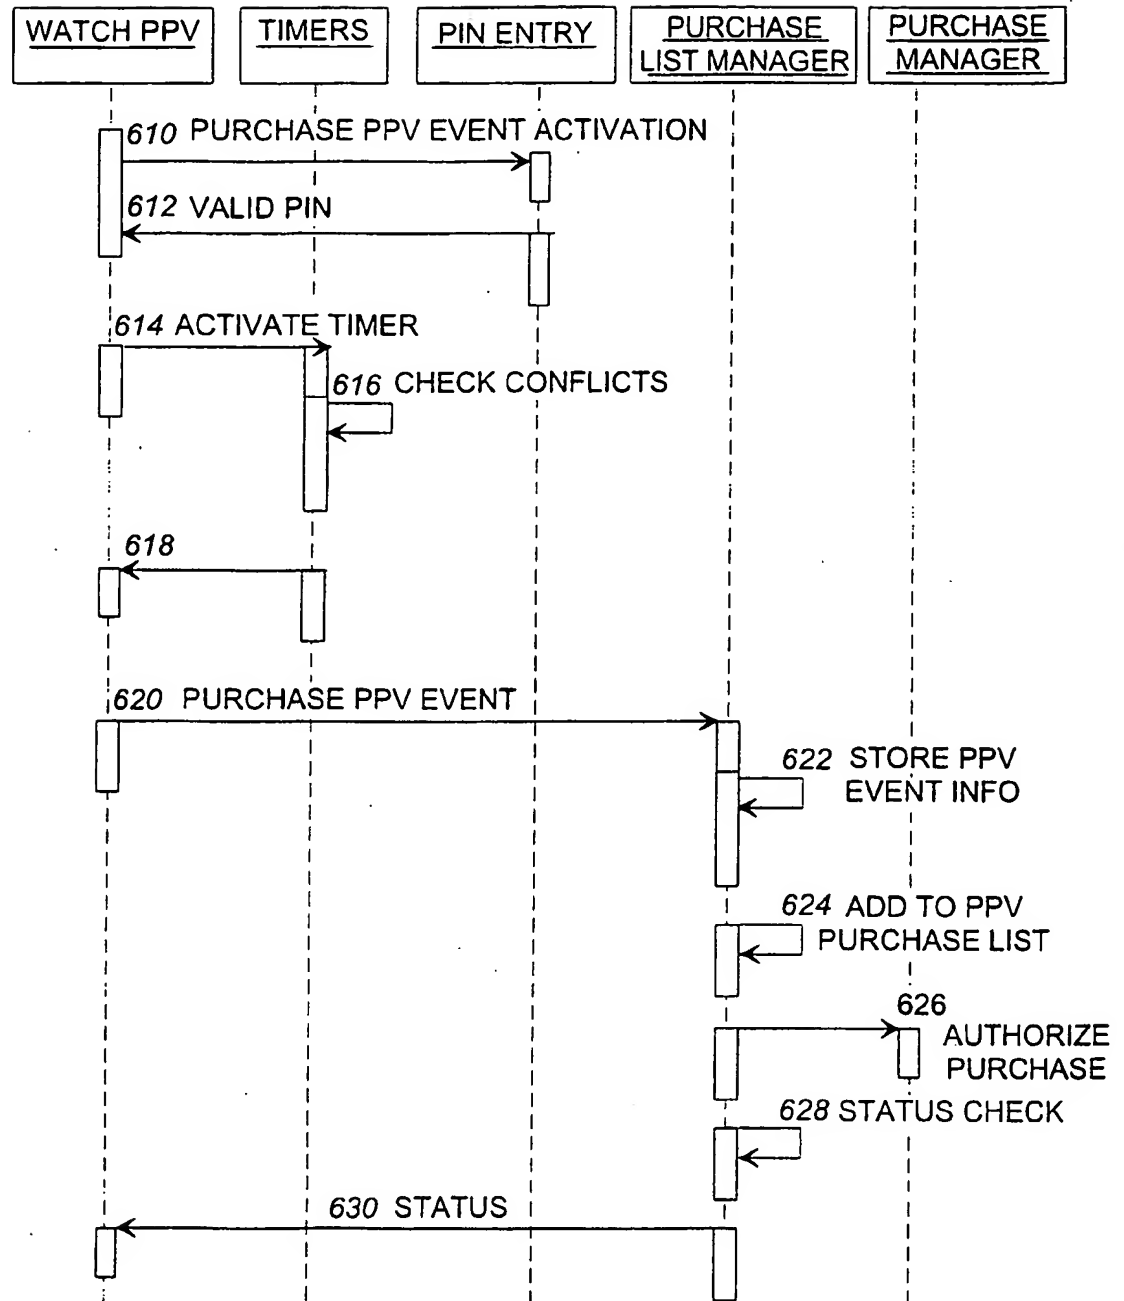 WATCH PPV
TIMERS
PIN ENTRY
PURCHASE
LIST MANAGER
PURCHASE
MANAGER
610 PURCHASE PPV EVENT ACTIVATION
612 VALID PIN
614 ACTIVATE TIMER
616 CHECK CONFLICTS
618
620 PURCHASE PPV EVENT
622 STORE PPV
EVENT INFO
624 ADD TO PPV
PURCHASE LIST
626
AUTHORIZE
PURCHASE
628 STATUS CHECK
630 STATUS